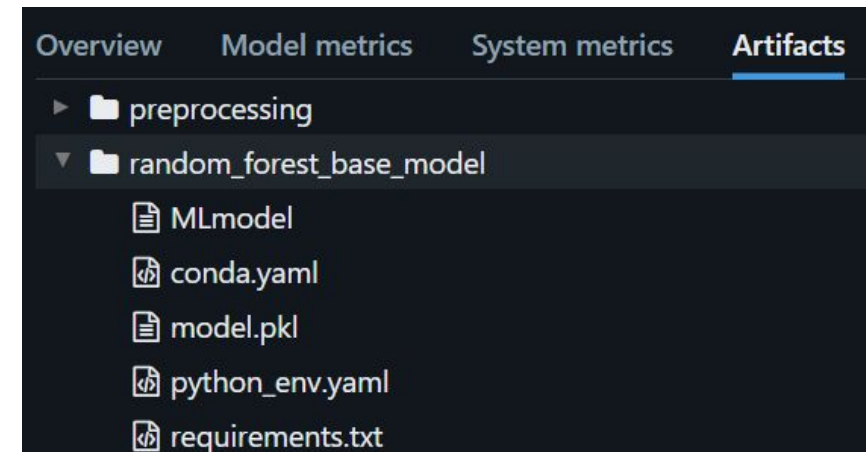 Overview Model metrics System metrics Artifacts
preprocessing
random_forest_base_model
MLmodel
conda.yaml
model.pkl
python_env.yaml
requirements.txt